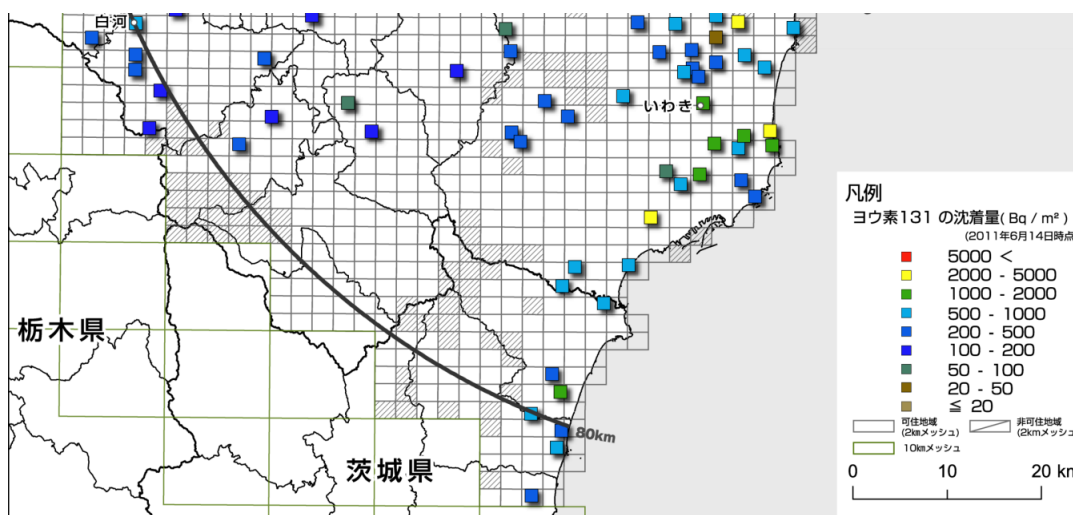 白河
いわき
栃木県
茨城県
80km
凡例
ヨウ素131 の沈着量( Bq / m² )
(2011年6月14日時点
5000 <
2000 - 5000
1000 - 2000
500 - 1000
200 - 500
100 - 200
50 - 100
20 - 50
≦ 20
可住地域
(2kmメッシュ)
非可住地域
(2kmメッシュ)
10kmメッシュ
0 10 20 km